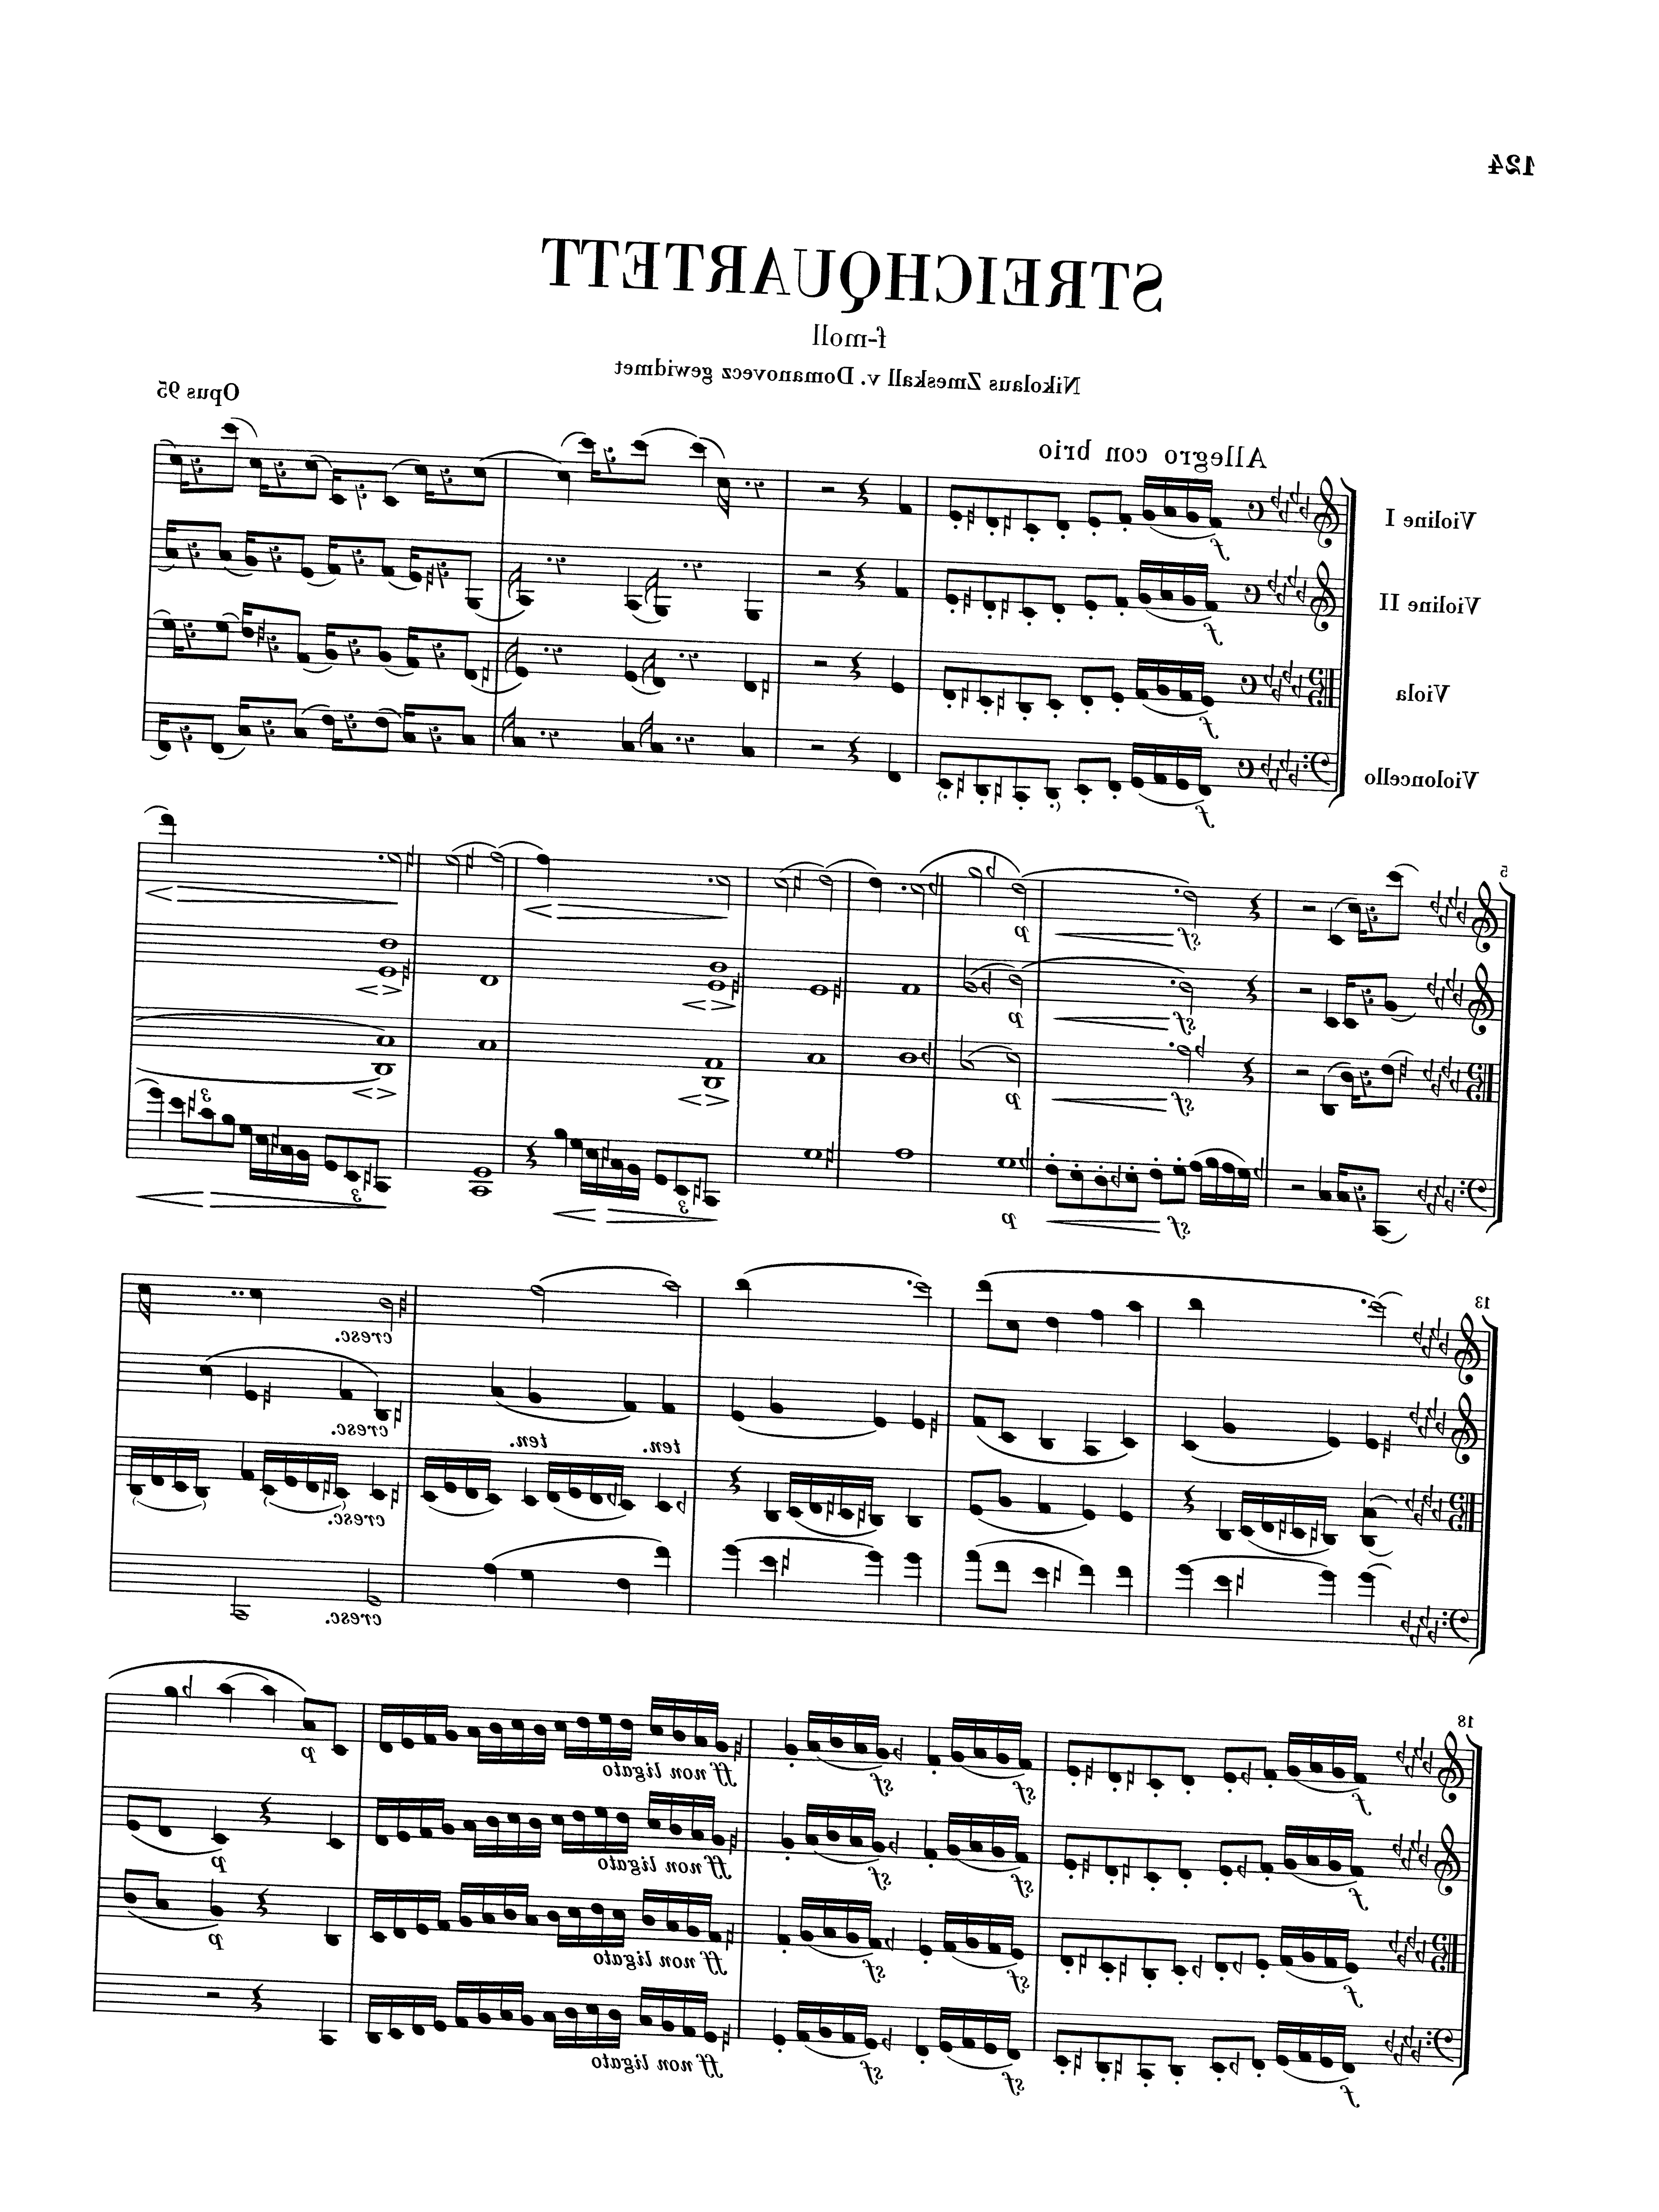 124
STREICHQUARTETT
f-moll
Nikolaus Zmeskall v. Domanovecz gewidmet
Opus 95
Allegro con brio
Violine I
f
Violine II
f
Viola
f
Violoncello
f
5
sf p
sf p
sf p
sf p
3 3 3
13
cresc.
cresc.
ten. ten.
cresc.
cresc.
18
f sf sf ff non ligato p
f sf sf ff non ligato p
f sf sf ff non ligato p
f sf sf ff non ligato